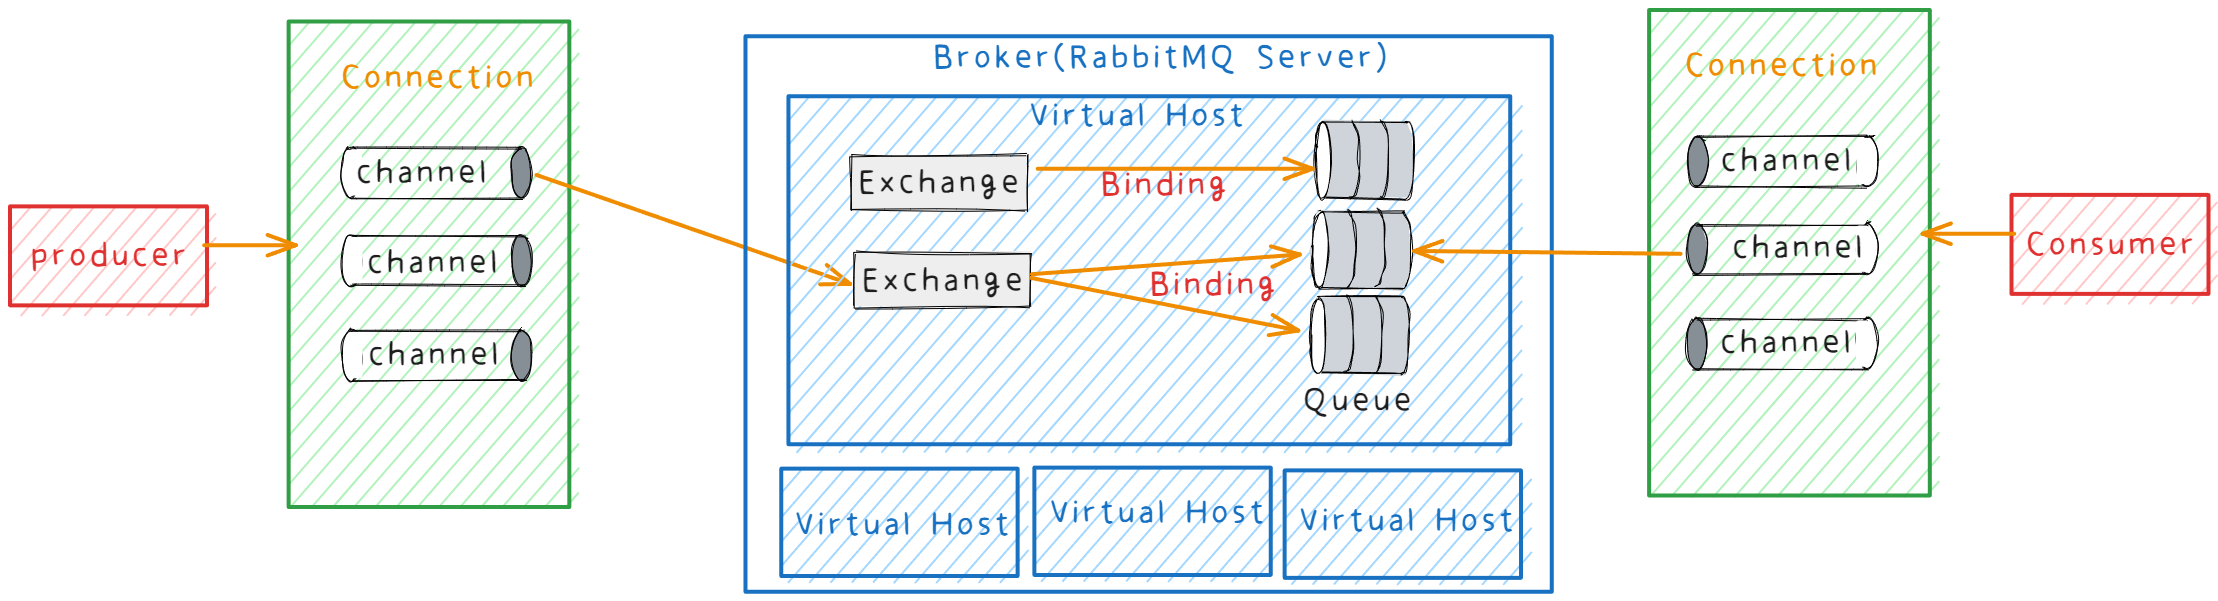 producer
Connection
channel
channel
channel
Broker(RabbitMQ Server)
Virtual Host
Exchange
Binding
Exchange
Binding
Queue
Virtual Host
Virtual Host
Virtual Host
Connection
channel
channel
channel
Consumer